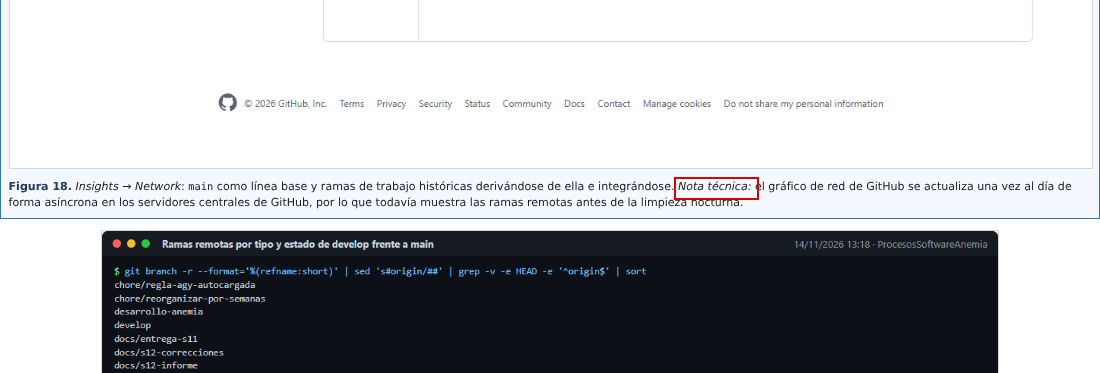 © 2026 GitHub, Inc. Terms Privacy Security Status Community Docs Contact Manage cookies Do not share my personal information
Figura 18. Insights → Network: main como línea base y ramas de trabajo históricas derivándose de ella e integrándose. Nota técnica: el gráfico de red de GitHub se actualiza una vez al día de
forma asíncrona en los servidores centrales de GitHub, por lo que todavía muestra las ramas remotas antes de la limpieza nocturna.
Ramas remotas por tipo y estado de develop frente a main 14/11/2026 13:18 · ProcesosSoftwareAnemia
$ git branch -r --format='%(refname:short)' | sed 's#origin/##' | grep -v -e HEAD -e '^origin$' | sort
chore/regla-agy-autocargada
chore/reorganizar-por-semanas
desarrollo-anemia
develop
docs/entrega-s11
docs/s12-correcciones
docs/s12-informe